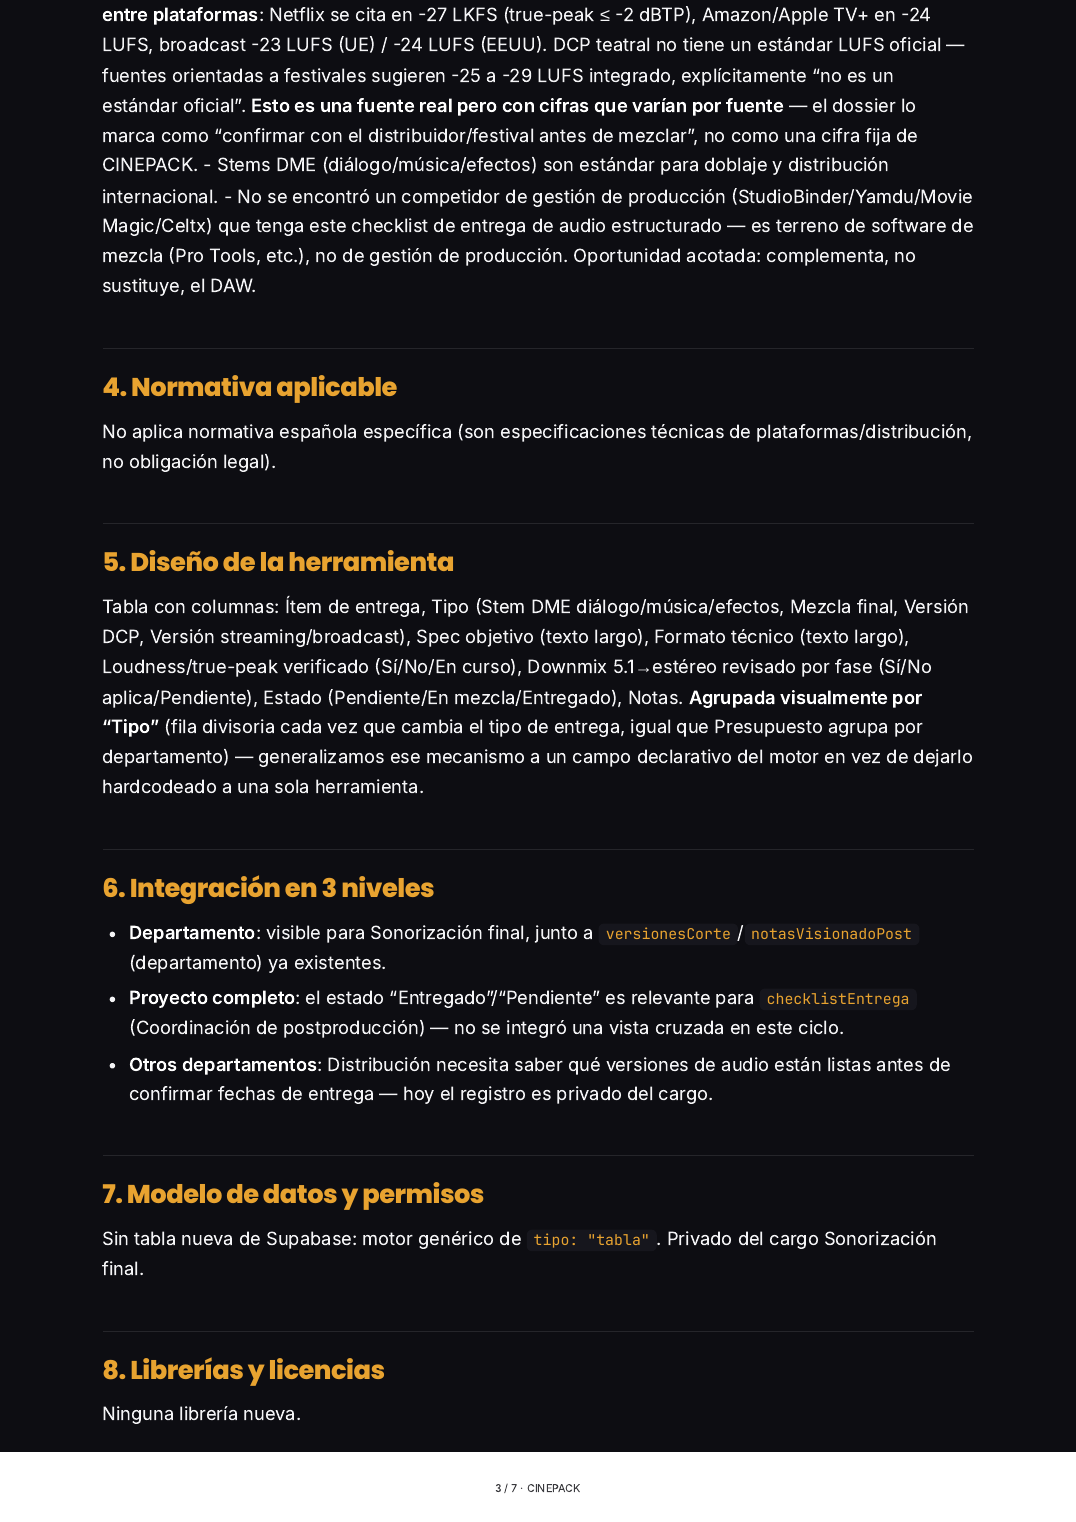 entre plataformas: Netflix se cita en -27 LKFS (true-peak ≤ -2 dBTP), Amazon/Apple TV+ en -24
LUFS, broadcast -23 LUFS (UE) / -24 LUFS (EEUU). DCP teatral no tiene un estándar LUFS oficial —
fuentes orientadas a festivales sugieren -25 a -29 LUFS integrado, explícitamente “no es un
estándar oficial”. Esto es una fuente real pero con cifras que varían por fuente — el dossier lo
marca como “confirmar con el distribuidor/festival antes de mezclar”, no como una cifra fija de
CINEPACK. - Stems DME (diálogo/música/efectos) son estándar para doblaje y distribución
internacional. - No se encontró un competidor de gestión de producción (StudioBinder/Yamdu/Movie
Magic/Celtx) que tenga este checklist de entrega de audio estructurado — es terreno de software de
mezcla (Pro Tools, etc.), no de gestión de producción. Oportunidad acotada: complementa, no
sustituye, el DAW.
4. Normativa aplicable
No aplica normativa española específica (son especificaciones técnicas de plataformas/distribución,
no obligación legal).
5. Diseño de la herramienta
Tabla con columnas: Ítem de entrega, Tipo (Stem DME diálogo/música/efectos, Mezcla final, Versión
DCP, Versión streaming/broadcast), Spec objetivo (texto largo), Formato técnico (texto largo),
Loudness/true-peak verificado (Sí/No/En curso), Downmix 5.1→estéreo revisado por fase (Sí/No
aplica/Pendiente), Estado (Pendiente/En mezcla/Entregado), Notas. Agrupada visualmente por
“Tipo” (fila divisoria cada vez que cambia el tipo de entrega, igual que Presupuesto agrupa por
departamento) — generalizamos ese mecanismo a un campo declarativo del motor en vez de dejarlo
hardcodeado a una sola herramienta.
6. Integración en 3 niveles
• Departamento: visible para Sonorización final, junto a versionesCorte / notasVisionadoPost
(departamento) ya existentes.
• Proyecto completo: el estado “Entregado”/“Pendiente” es relevante para checklistEntrega
(Coordinación de postproducción) — no se integró una vista cruzada en este ciclo.
• Otros departamentos: Distribución necesita saber qué versiones de audio están listas antes de
confirmar fechas de entrega — hoy el registro es privado del cargo.
7. Modelo de datos y permisos
Sin tabla nueva de Supabase: motor genérico de tipo: "tabla". Privado del cargo Sonorización
final.
8. Librerías y licencias
Ninguna librería nueva.
3 / 7 · CINEPACK